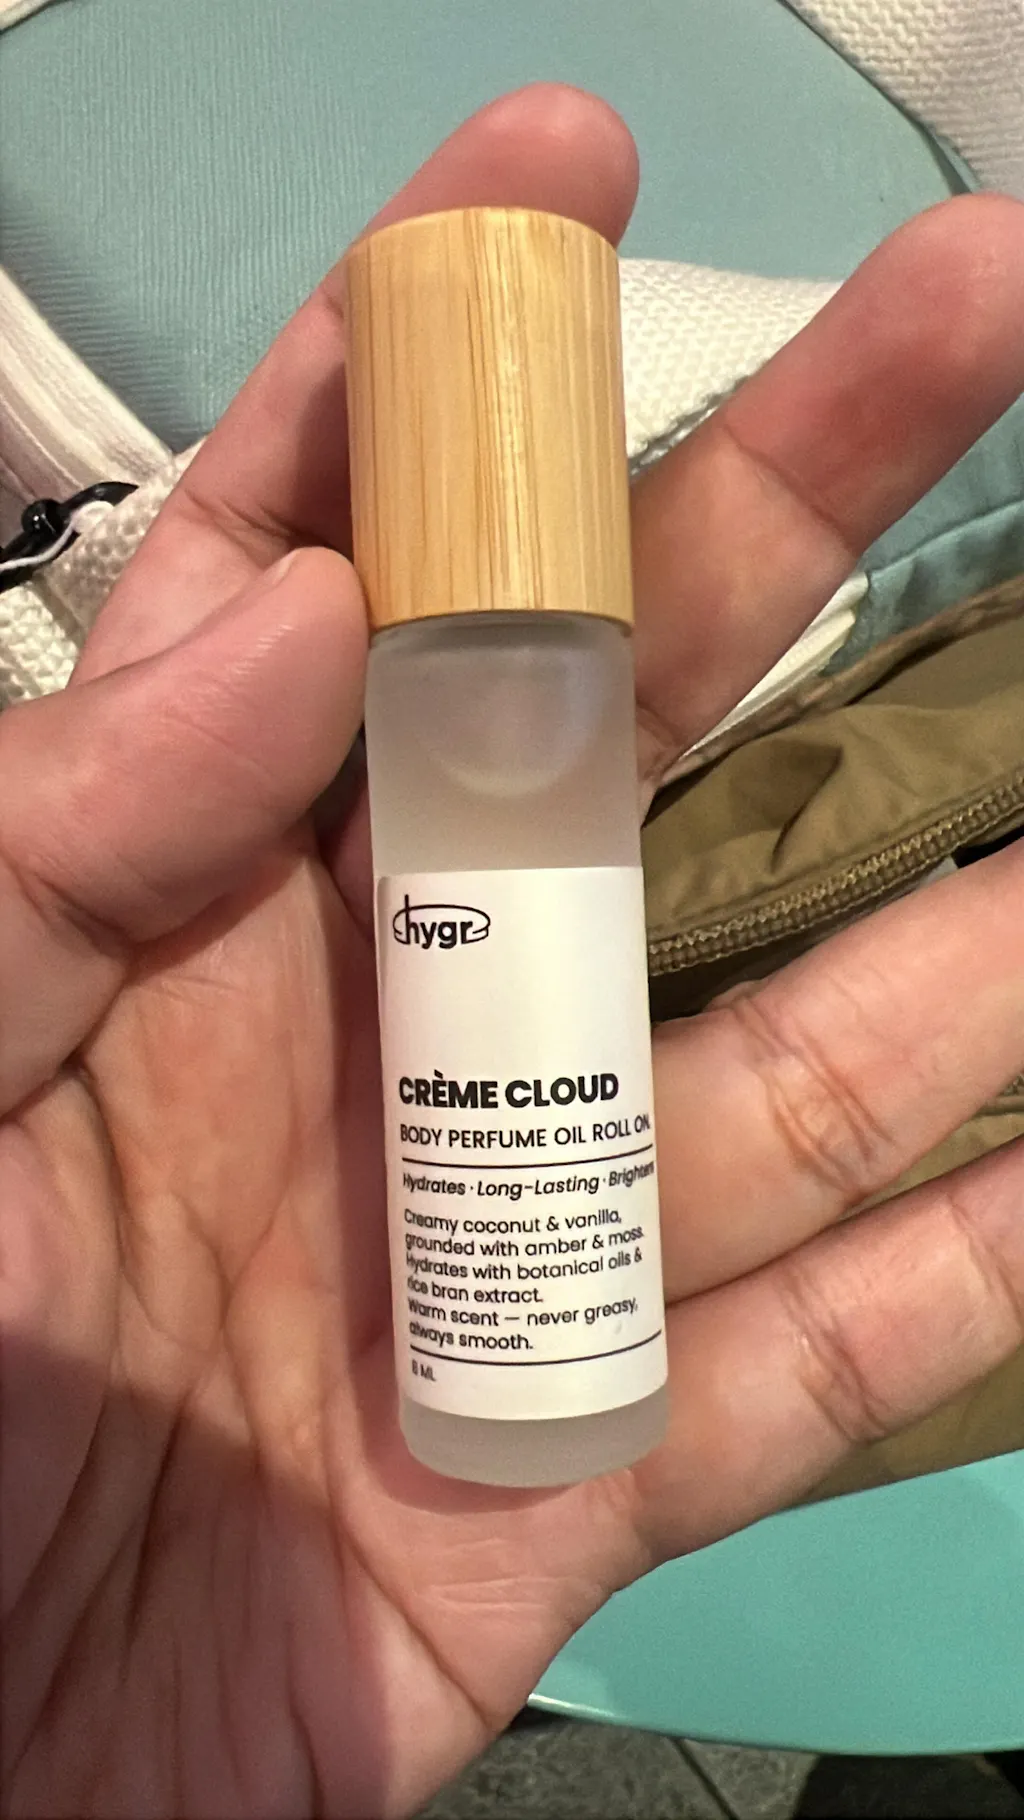 hygr
CRÈME CLOUD
BODY PERFUME OIL ROLL ON
Hydrates · Long-Lasting · Brightens
Creamy coconut & vanilla,
grounded with amber & moss.
Hydrates with botanical oils &
rice bran extract.
Warm scent — never greasy,
always smooth.
8 ML